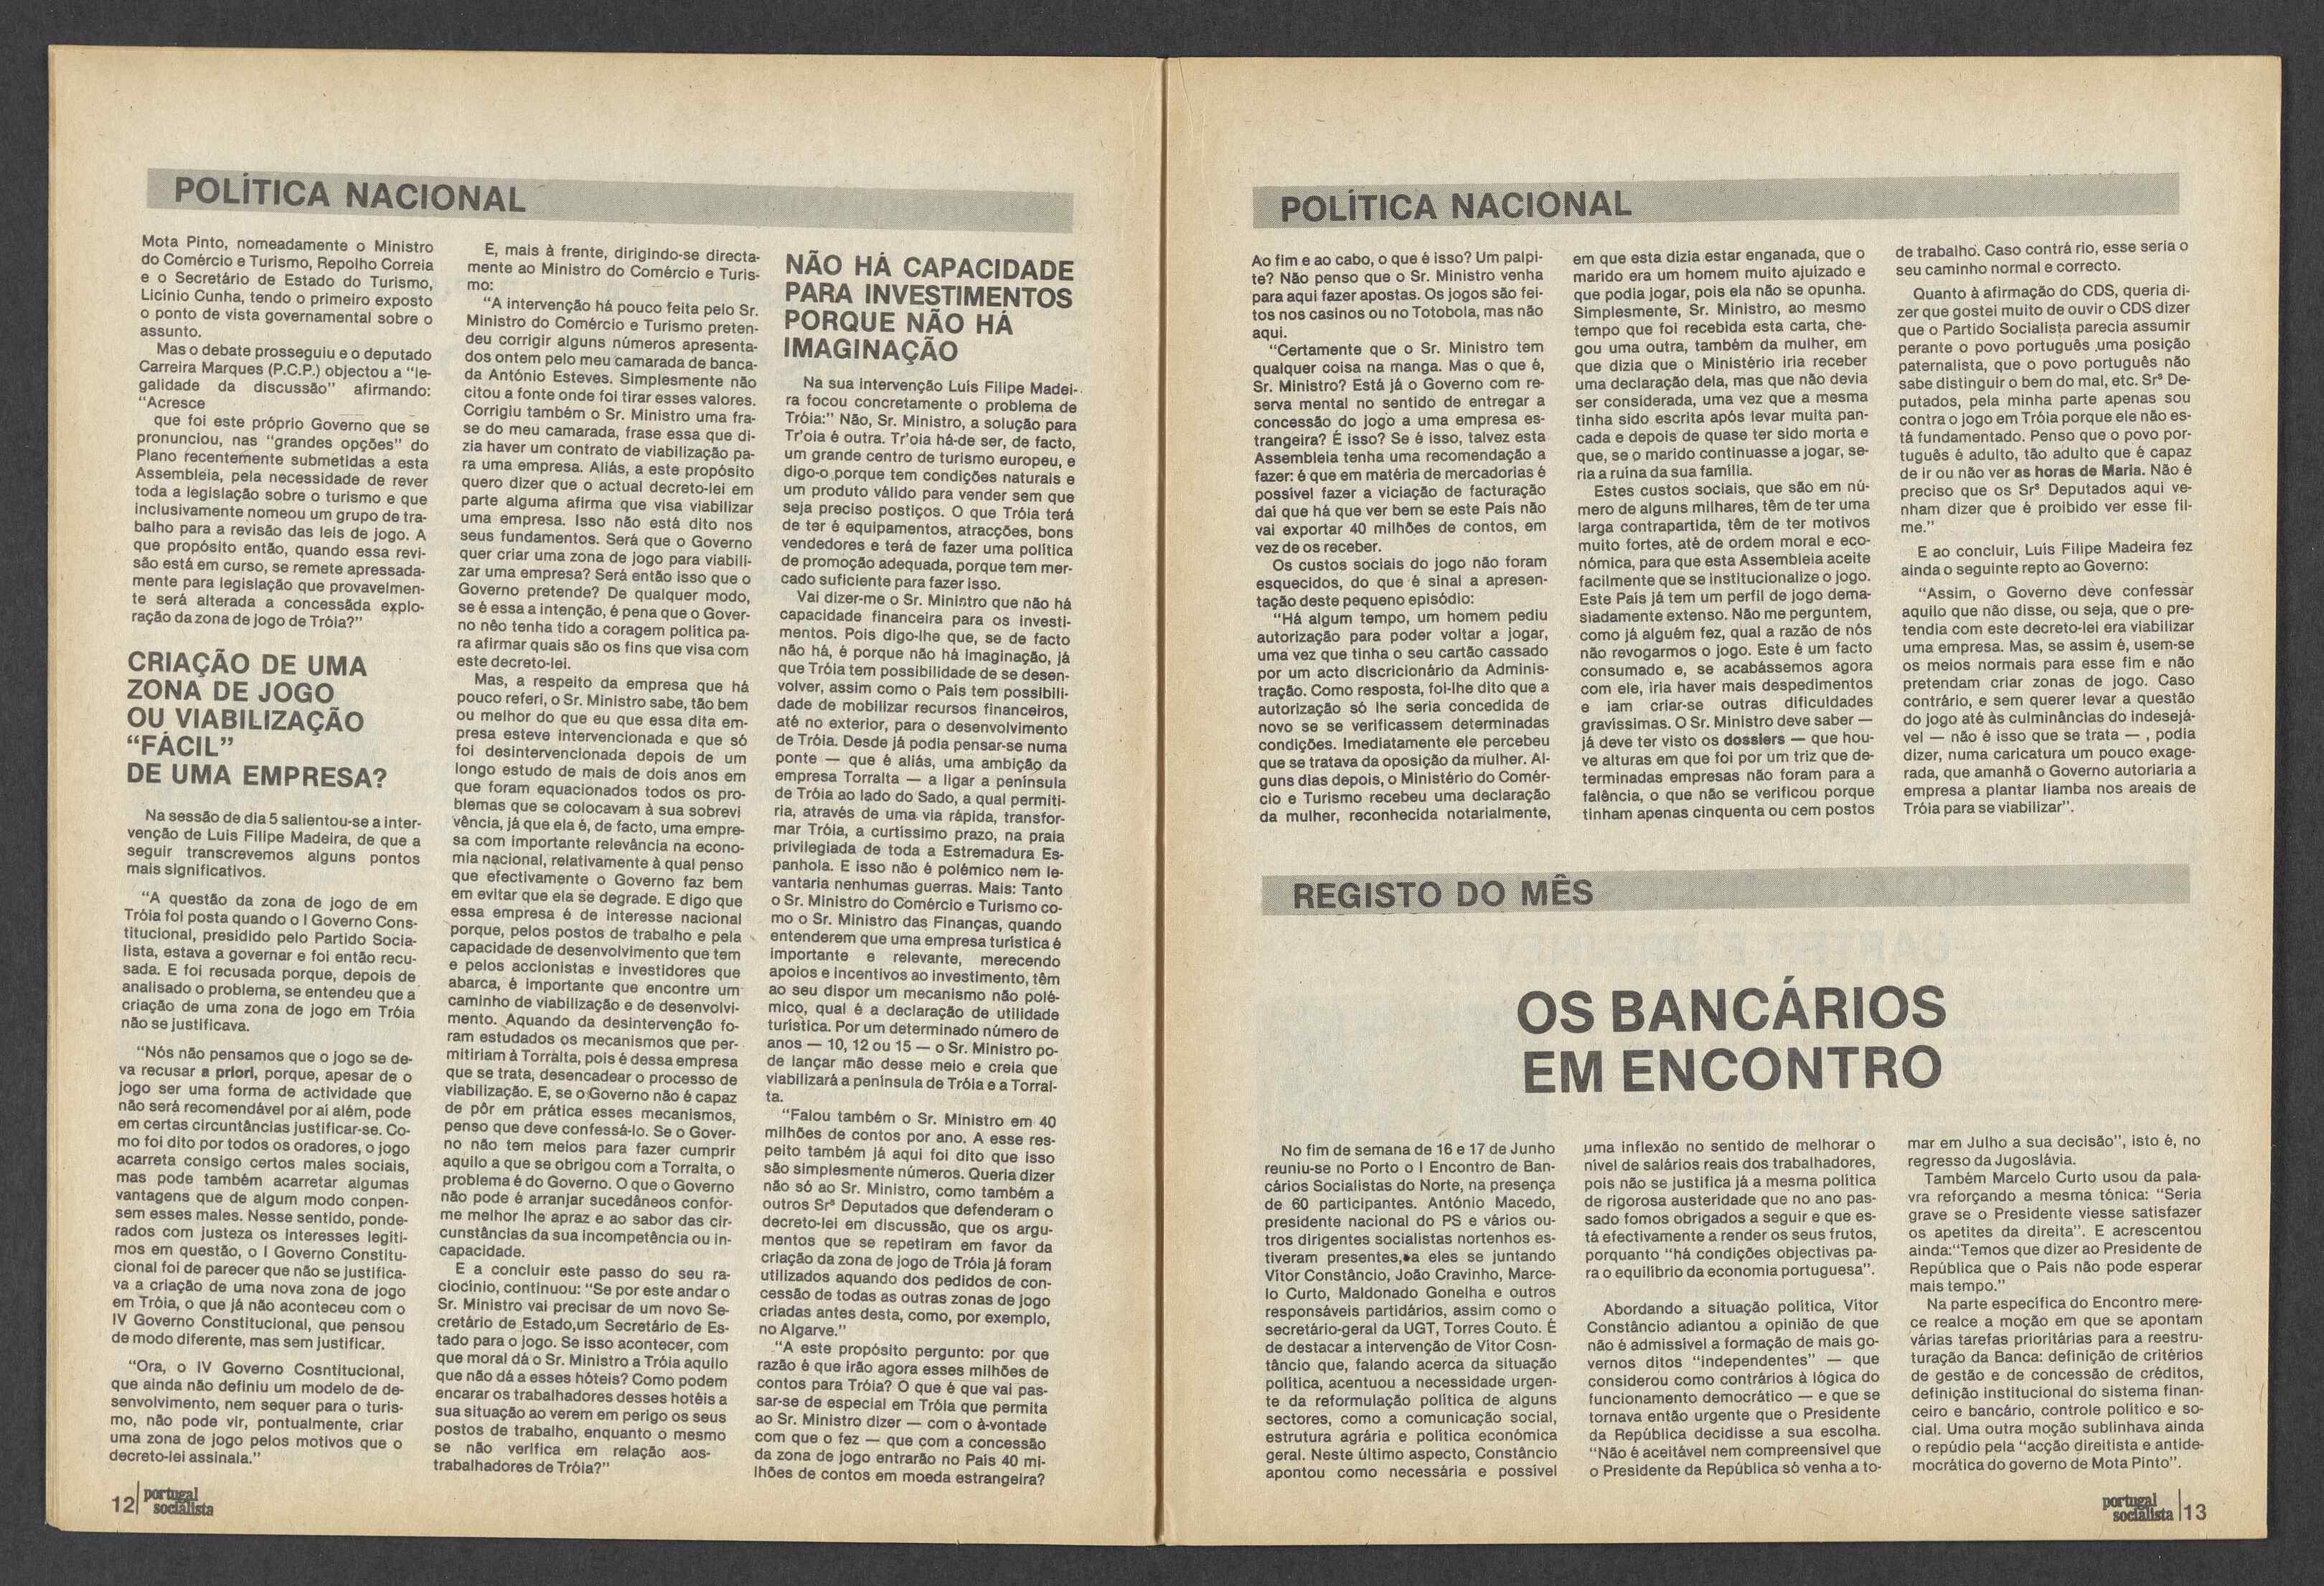 POLÍTICA NACIONAL
Mota Pinto, nomeadamente o Ministro
do Comércio e Turismo, Repolho Correia
e o Secretário de Estado do Turismo,
Licínio Cunha, tendo o primeiro exposto
o ponto de vista governamental sobre o
assunto.
Mas o debate prosseguiu e o deputado
Carreira Marques (P.C.P.) objectou a "le-
galidade da discussão" afirmando:
"Acresce
que foi este próprio Governo que se
pronunciou, nas "grandes opções" do
Plano recentemente submetidas a esta
Assembleia, pela necessidade de rever
toda a legislação sobre o turismo e que
inclusivamente nomeou um grupo de tra-
balho para a revisão das leis de jogo. A
que propósito então, quando essa revi-
são está em curso, se remete apressada-
mente para legislação que provavelmen-
te será alterada a concessãda explo-
ração da zona de jogo de Tróia?"
CRIAÇÃO DE UMA
ZONA DE JOGO
OU VIABILIZAÇÃO
"FÁCIL"
DE UMA EMPRESA?
Na sessão de dia 5 salientou-se a inter-
venção de Luis Filipe Madeira, de que a
seguir transcrevemos alguns pontos
mais significativos.
"A questão da zona de jogo de em
Tróia foi posta quando o I Governo Cons-
titucional, presidido pelo Partido Socia-
lista, estava a governar e foi então recu-
sada. E foi recusada porque, depois de
analisado o problema, se entendeu que a
criação de uma zona de jogo em Tróia
não se justificava.
"Nós não pensamos que o jogo se de-
va recusar a priori, porque, apesar de o
jogo ser uma forma de actividade que
não será recomendável por aí além, pode
em certas circuntâncias justificar-se. Co-
mo foi dito por todos os oradores, o jogo
acarreta consigo certos males sociais,
mas pode também acarretar algumas
vantagens que de algum modo conpen-
sem esses males. Nesse sentido, ponde-
rados com justeza os interesses legíti-
mos em questão, o I Governo Constitu-
cional foi de parecer que não se justifica-
va a criação de uma nova zona de jogo
em Tróia, o que já não aconteceu com o
IV Governo Constitucional, que pensou
de modo diferente, mas sem justificar.
"Ora, o IV Governo Cosntitucional,
que ainda não definiu um modelo de de-
senvolvimento, nem sequer para o turis-
mo, não pode vir, pontualmente, criar
uma zona de jogo pelos motivos que o
decreto-lei assinala."
E, mais à frente, dirigindo-se directa-
mente ao Ministro do Comércio e Turis-
mo:
"A intervenção há pouco feita pelo Sr.
Ministro do Comércio e Turismo preten-
deu corrigir alguns números apresenta-
dos ontem pelo meu camarada de banca-
da António Esteves. Simplesmente não
citou a fonte onde foi tirar esses valores.
Corrigiu também o Sr. Ministro uma fra-
se do meu camarada, frase essa que di-
zia haver um contrato de viabilização pa-
ra uma empresa. Aliás, a este propósito
quero dizer que o actual decreto-lei em
parte alguma afirma que visa viabilizar
uma empresa. Isso não está dito nos
seus fundamentos. Será que o Governo
quer criar uma zona de jogo para viabili-
zar uma empresa? Será então isso que o
Governo pretende? De qualquer modo,
se é essa a intenção, é pena que o Gover-
no nêo tenha tido a coragem política pa-
ra afirmar quais são os fins que visa com
este decreto-lei.
Mas, a respeito da empresa que há
pouco referi, o Sr. Ministro sabe, tão bem
ou melhor do que eu que essa dita em-
presa esteve intervencionada e que só
foi desintervencionada depois de um
longo estudo de mais de dois anos em
que foram equacionados todos os pro-
blemas que se colocavam à sua sobrevi
vência, já que ela é, de facto, uma empre-
sa com importante relevância na econo-
mia nacional, relativamente à qual penso
que efectivamente o Governo faz bem
em evitar que ela se degrade. E digo que
essa empresa é de interesse nacional
porque, pelos postos de trabalho e pela
capacidade de desenvolvimento que tem
e pelos accionistas e investidores que
abarca, é importante que encontre um
caminho de viabilização e de desenvolvi-
mento. Aquando da desintervenção fo-
ram estudados os mecanismos que per-
mitiriam à Torralta, pois é dessa empresa
que se trata, desencadear o processo de
viabilização. E, se o Governo não é capaz
de pôr em prática esses mecanismos,
penso que deve confessá-lo. Se o Gover-
no não tem meios para fazer cumprir
aquilo a que se obrigou com a Torralta, o
problema é do Governo. O que o Governo
não pode é arranjar sucedâneos confor-
me melhor lhe apraz e ao sabor das cir-
cunstâncias da sua incompetência ou in-
capacidade.
E a concluir este passo do seu ra-
ciocínio, continuou: "Se por este andar o
Sr. Ministro vai precisar de um novo Se-
cretário de Estado,um Secretário de Es-
tado para o jogo. Se isso acontecer, com
que moral dá o Sr. Ministro a Tróia aquilo
que não dá a esses hóteis? Como podem
encarar os trabalhadores desses hotéis a
sua situação ao verem em perigo os seus
postos de trabalho, enquanto o mesmo
se não verifica em relação aos-
trabalhadores de Tróia?"
NÃO HÁ CAPACIDADE
PARA INVESTIMENTOS
PORQUE NÃO HÁ
IMAGINAÇÃO
Na sua intervenção Luís Filipe Madei-
ra focou concretamente o problema de
Tróia:" Não, Sr. Ministro, a solução para
Tr'oia é outra. Tr'oia há-de ser, de facto,
um grande centro de turismo europeu, e
digo-o porque tem condições naturais e
um produto válido para vender sem que
seja preciso postiços. O que Tróia terá
de ter é equipamentos, atracções, bons
vendedores e terá de fazer uma política
de promoção adequada, porque tem mer-
cado suficiente para fazer isso.
Vai dizer-me o Sr. Ministro que não há
capacidade financeira para os investi-
mentos. Pois digo-lhe que, se de facto
não há, é porque não há imaginação, já
que Tróia tem possibilidade de se desen-
volver, assim como o País tem possibili-
dade de mobilizar recursos financeiros,
até no exterior, para o desenvolvimento
de Tróia. Desde já podia pensar-se numa
ponte — que é aliás, uma ambição da
empresa Torralta — a ligar a península
de Tróia ao lado do Sado, a qual permiti-
ria, através de uma via rápida, transfor-
mar Tróia, a curtíssimo prazo, na praia
privilegiada de toda a Estremadura Es-
panhola. E isso não é polémico nem le-
vantaria nenhumas guerras. Mais: Tanto
o Sr. Ministro do Comércio e Turismo co-
mo o Sr. Ministro das Finanças, quando
entenderem que uma empresa turística é
importante e relevante, merecendo
apoios e incentivos ao investimento, têm
ao seu dispor um mecanismo não polé-
mico, qual é a declaração de utilidade
turística. Por um determinado número de
anos — 10, 12 ou 15 — o Sr. Ministro po-
de lançar mão desse meio e creia que
viabilizará a península de Tróia e a Torral-
ta.
"Falou também o Sr. Ministro em 40
milhões de contos por ano. A esse res-
peito também já aqui foi dito que isso
são simplesmente números. Queria dizer
não só ao Sr. Ministro, como também a
outros Srs Deputados que defenderam o
decreto-lei em discussão, que os argu-
mentos que se repetiram em favor da
criação da zona de jogo de Tróia já foram
utilizados aquando dos pedidos de con-
cessão de todas as outras zonas de jogo
criadas antes desta, como, por exemplo,
no Algarve."
"A este propósito pergunto: por que
razão é que irão agora esses milhões de
contos para Tróia? O que é que vai pas-
sar-se de especial em Tróia que permita
ao Sr. Ministro dizer — com o à-vontade
com que o fez — que com a concessão
da zona de jogo entrarão no País 40 mi-
lhões de contos em moeda estrangeira?
12 portugal
socialista
POLÍTICA NACIONAL
Ao fim e ao cabo, o que é isso? Um palpi-
te? Não penso que o Sr. Ministro venha
para aqui fazer apostas. Os jogos são fei-
tos nos casinos ou no Totobola, mas não
aqui.
"Certamente que o Sr. Ministro tem
qualquer coisa na manga. Mas o que é,
Sr. Ministro? Está já o Governo com re-
serva mental no sentido de entregar a
concessão do jogo a uma empresa es-
trangeira? É isso? Se é isso, talvez esta
Assembleia tenha uma recomendação a
fazer: é que em matéria de mercadorias é
possível fazer a viciação de facturação
daí que há que ver bem se este País não
vai exportar 40 milhões de contos, em
vez de os receber.
Os custos sociais do jogo não foram
esquecidos, do que é sinal a apresen-
tação deste pequeno episódio:
"Há algum tempo, um homem pediu
autorização para poder voltar a jogar,
uma vez que tinha o seu cartão cassado
por um acto discricionário da Adminis-
tração. Como resposta, foi-lhe dito que a
autorização só lhe seria concedida de
novo se se verificassem determinadas
condições. Imediatamente ele percebeu
que se tratava da oposição da mulher. Al-
guns dias depois, o Ministério do Comér-
cio e Turismo recebeu uma declaração
da mulher, reconhecida notarialmente,
em que esta dizia estar enganada, que o
marido era um homem muito ajuizado e
que podia jogar, pois ela não se opunha.
Simplesmente, Sr. Ministro, ao mesmo
tempo que foi recebida esta carta, che-
gou uma outra, também da mulher, em
que dizia que o Ministério iria receber
uma declaração dela, mas que não devia
ser considerada, uma vez que a mesma
tinha sido escrita após levar muita pan-
cada e depois de quase ter sido morta e
que, se o marido continuasse a jogar, se-
ria a ruína da sua família.
Estes custos sociais, que são em nú-
mero de alguns milhares, têm de ter uma
larga contrapartida, têm de ter motivos
muito fortes, até de ordem moral e eco-
nómica, para que esta Assembleia aceite
facilmente que se institucionalize o jogo.
Este País já tem um perfil de jogo dema-
siadamente extenso. Não me perguntem,
como já alguém fez, qual a razão de nós
não revogarmos o jogo. Este é um facto
consumado e, se acabássemos agora
com ele, iria haver mais despedimentos
e iam criar-se outras dificuldades
gravíssimas. O Sr. Ministro deve saber —
já deve ter visto os dossiers — que hou-
ve alturas em que foi por um triz que de-
terminadas empresas não foram para a
falência, o que não se verificou porque
tinham apenas cinquenta ou cem postos
de trabalho. Caso contrá rio, esse seria o
seu caminho normal e correcto.
Quanto à afirmação do CDS, queria di-
zer que gostei muito de ouvir o CDS dizer
que o Partido Socialista parecia assumir
perante o povo português uma posição
paternalista, que o povo português não
sabe distinguir o bem do mal, etc. Srs De-
putados, pela minha parte apenas sou
contra o jogo em Tróia porque ele não es-
tá fundamentado. Penso que o povo por-
tuguês é adulto, tão adulto que é capaz
de ir ou não ver as horas de Maria. Não é
preciso que os Srs Deputados aqui ve-
nham dizer que é proibido ver esse fil-
me."
E ao concluir, Luís Filipe Madeira fez
ainda o seguinte repto ao Governo:
"Assim, o Governo deve confessar
aquilo que não disse, ou seja, que o pre-
tendia com este decreto-lei era viabilizar
uma empresa. Mas, se assim é, usem-se
os meios normais para esse fim e não
pretendam criar zonas de jogo. Caso
contrário, e sem querer levar a questão
do jogo até às culminâncias do indesejá-
vel — não é isso que se trata — , podia
dizer, numa caricatura um pouco exage-
rada, que amanhã o Governo autoriaria a
empresa a plantar liamba nos areais de
Tróia para se viabilizar".
REGISTO DO MÊS
OS BANCÁRIOS
EM ENCONTRO
No fim de semana de 16 e 17 de Junho
reuniu-se no Porto o I Encontro de Ban-
cários Socialistas do Norte, na presença
de 60 participantes. António Macedo,
presidente nacional do PS e vários ou-
tros dirigentes socialistas nortenhos es-
tiveram presentes, a eles se juntando
Vítor Constâncio, João Cravinho, Marce-
lo Curto, Maldonado Gonelha e outros
responsáveis partidários, assim como o
secretário-geral da UGT, Torres Couto. É
de destacar a intervenção de Vítor Cosn-
tâncio que, falando acerca da situação
política, acentuou a necessidade urgen-
te da reformulação política de alguns
sectores, como a comunicação social,
estrutura agrária e política económica
geral. Neste último aspecto, Constâncio
apontou como necessária e possível
uma inflexão no sentido de melhorar o
nível de salários reais dos trabalhadores,
pois não se justifica já a mesma política
de rigorosa austeridade que no ano pas-
sado fomos obrigados a seguir e que es-
tá efectivamente a render os seus frutos,
porquanto "há condições objectivas pa-
ra o equilíbrio da economia portuguesa".
Abordando a situação política, Vítor
Constâncio adiantou a opinião de que
não é admissível a formação de mais go-
vernos ditos "independentes" — que
considerou como contrários à lógica do
funcionamento democrático — e que se
tornava então urgente que o Presidente
da República decidisse a sua escolha.
"Não é aceitável nem compreensível que
o Presidente da República só venha a to-
mar em Julho a sua decisão", isto é, no
regresso da Jugoslávia.
Também Marcelo Curto usou da pala-
vra reforçando a mesma tónica: "Seria
grave se o Presidente viesse satisfazer
os apetites da direita". E acrescentou
ainda:"Temos que dizer ao Presidente de
República que o País não pode esperar
mais tempo."
Na parte específica do Encontro mere-
ce realce a moção em que se apontam
várias tarefas prioritárias para a reestru-
turação da Banca: definição de critérios
de gestão e de concessão de créditos,
definição institucional do sistema finan-
ceiro e bancário, controle político e so-
cial. Uma outra moção sublinhava ainda
o repúdio pela "acção direitista e antide-
mocrática do governo de Mota Pinto".
portugal
socialista 13